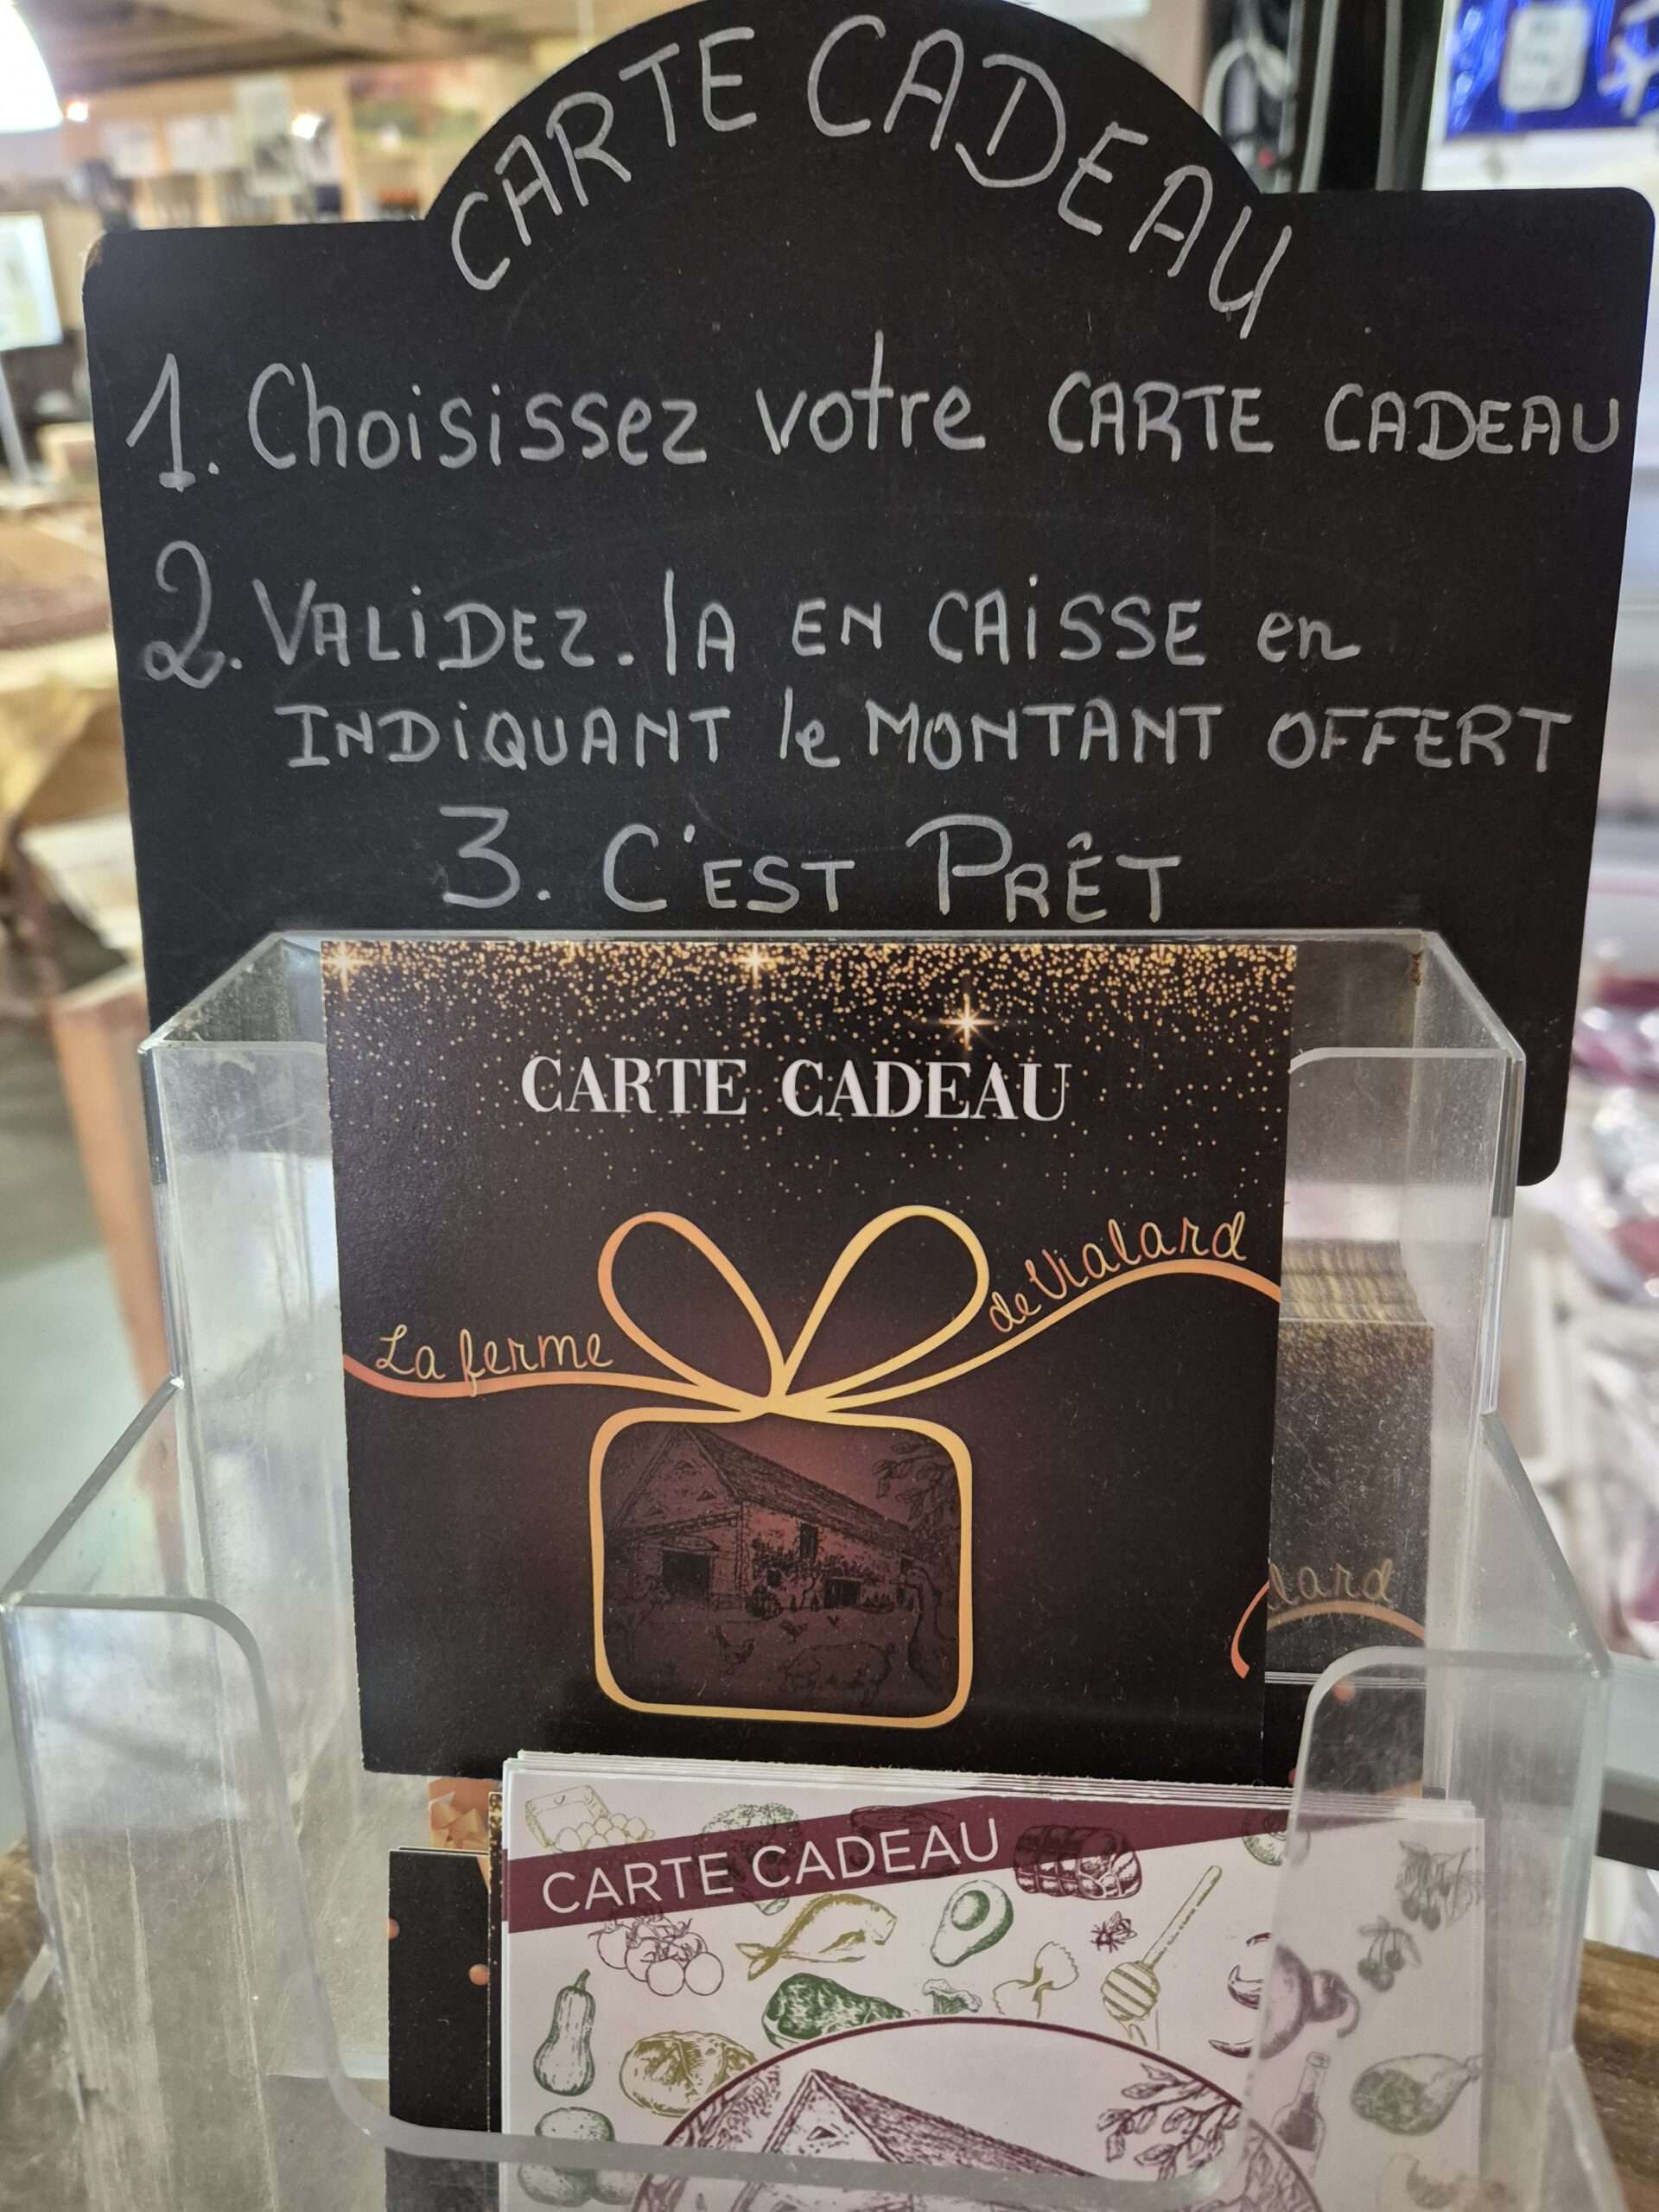 CARTE CADEAU
1. Choisissez votre CARTE CADEAU
2. VALIDEZ. lA EN CAISSE en
INDIQUANT le MONTANT OFFERT
3. C'EST PRÊT
CARTE CADEAU
La ferme de Vialard
lard
CARTE CADEAU